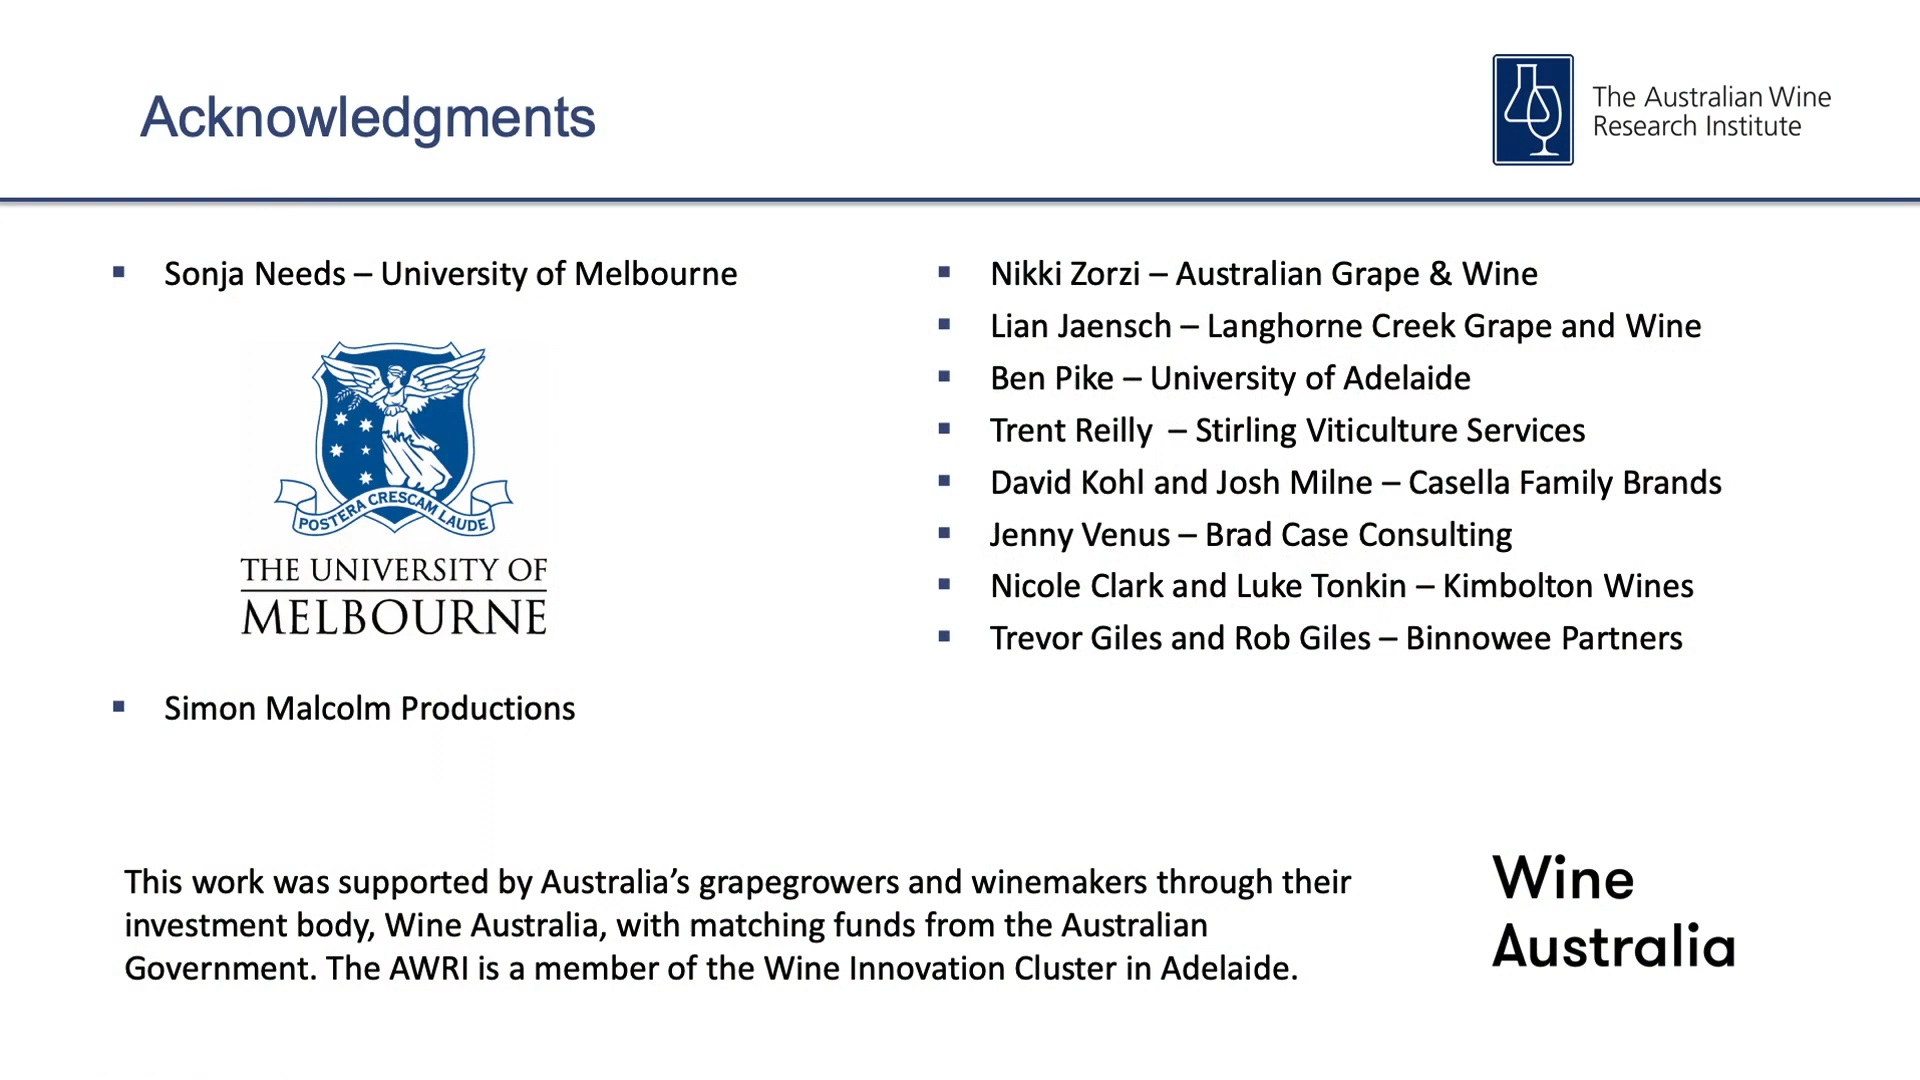 Acknowledgments
The Australian Wine
Research Institute
Sonja Needs – University of Melbourne
POSTERA CRESCAM LAUDE
THE UNIVERSITY OF
MELBOURNE
Simon Malcolm Productions
Nikki Zorzi – Australian Grape & Wine
Lian Jaensch – Langhorne Creek Grape and Wine
Ben Pike – University of Adelaide
Trent Reilly – Stirling Viticulture Services
David Kohl and Josh Milne – Casella Family Brands
Jenny Venus – Brad Case Consulting
Nicole Clark and Luke Tonkin – Kimbolton Wines
Trevor Giles and Rob Giles – Binnowee Partners
This work was supported by Australia’s grapegrowers and winemakers through their
investment body, Wine Australia, with matching funds from the Australian
Government. The AWRI is a member of the Wine Innovation Cluster in Adelaide.
Wine
Australia